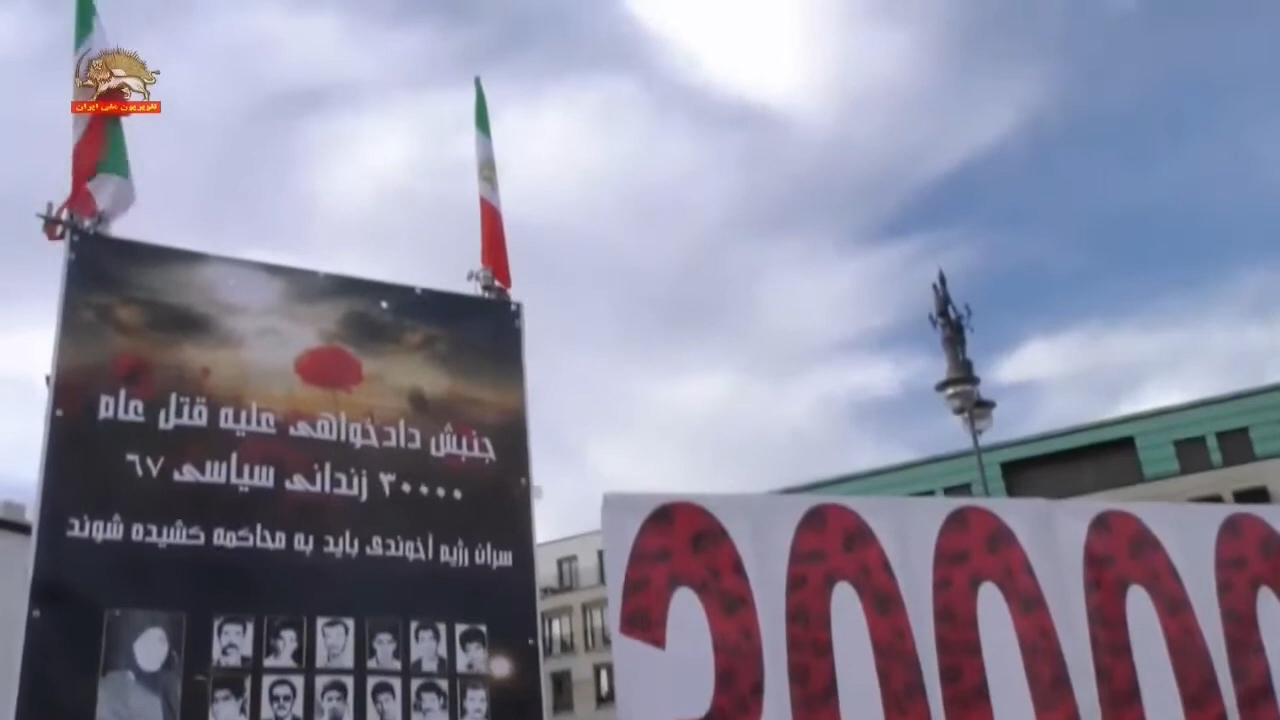 تلویزیون ملی ایران
جنبش دادخواهی علیه قتل عام
۳۰۰۰۰ زندانی سیاسی ۶۷
سران رژیم آخوندی باید به محاکمه کشیده شوند
30000